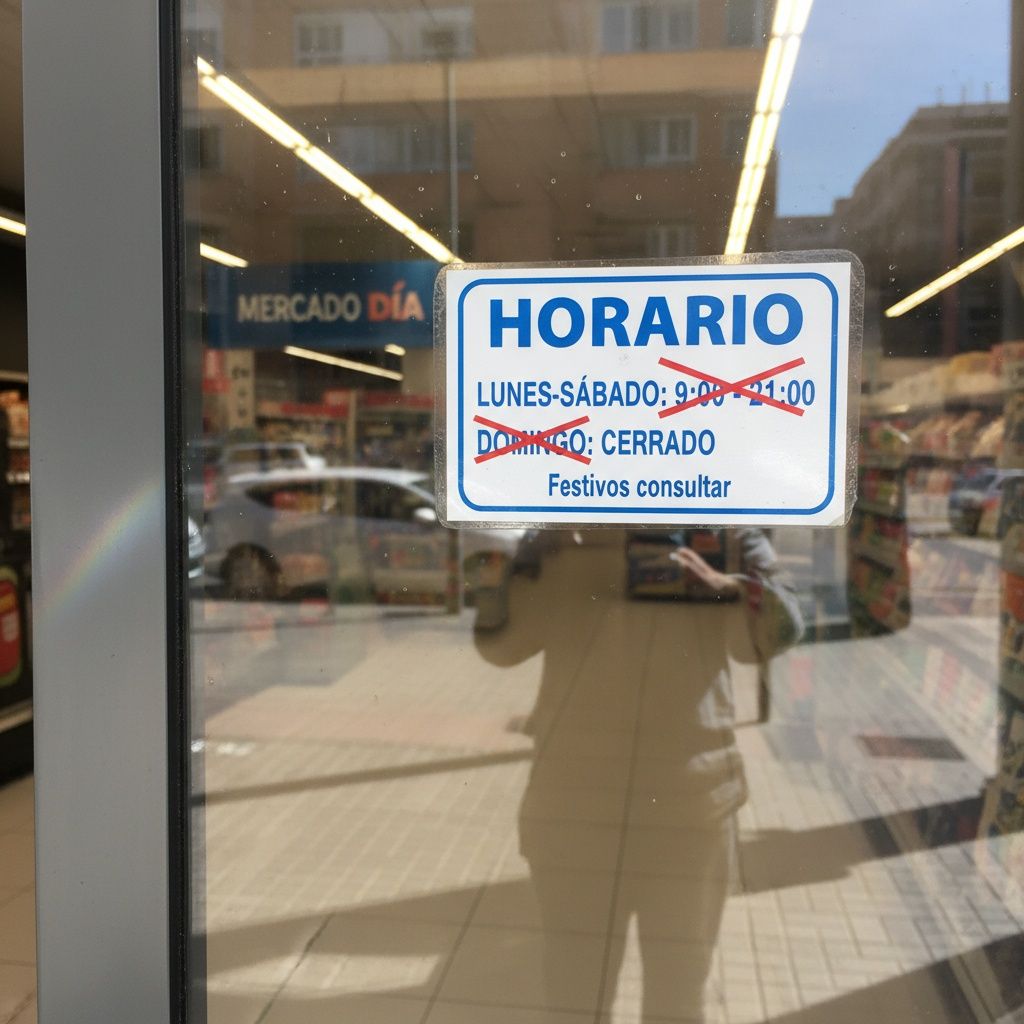 MERCADO DÍA
HORARIO
LUNES-SÁBADO: 9:00 - 21:00
DOMINGO: CERRADO
Festivos consultar